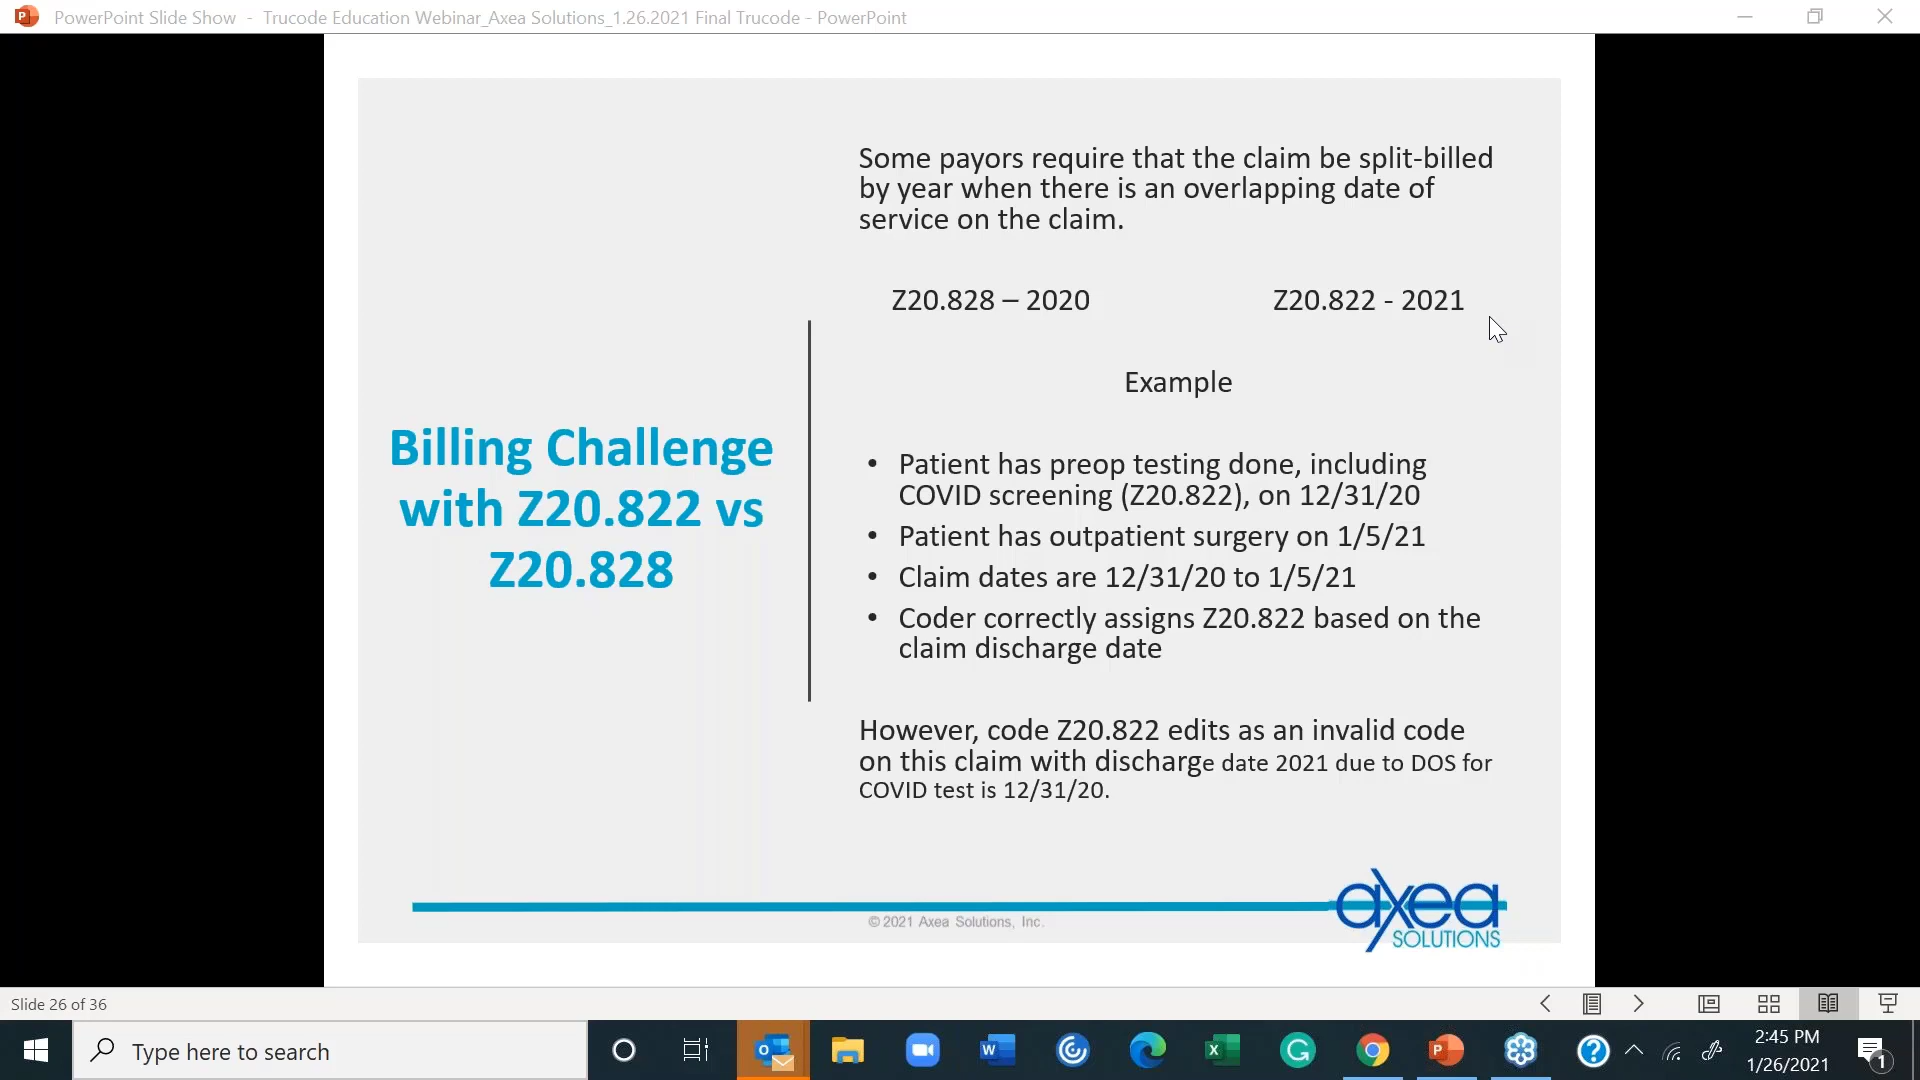 PowerPoint Slide Show - Trucode Education Webinar_Axea Solutions_1.26.2021 Final Trucode - PowerPoint
Some payors require that the claim be split-billed
by year when there is an overlapping date of
service on the claim.
Z20.828 – 2020 Z20.822 - 2021
Example
Billing Challenge
with Z20.822 vs
Z20.828
• Patient has preop testing done, including
COVID screening (Z20.822), on 12/31/20
• Patient has outpatient surgery on 1/5/21
• Claim dates are 12/31/20 to 1/5/21
• Coder correctly assigns Z20.822 based on the
claim discharge date
However, code Z20.822 edits as an invalid code
on this claim with discharge date 2021 due to DOS for
COVID test is 12/31/20.
© 2021 Axea Solutions, Inc.
axea
SOLUTIONS
Slide 26 of 36
Type here to search
2:45 PM
1/26/2021
1